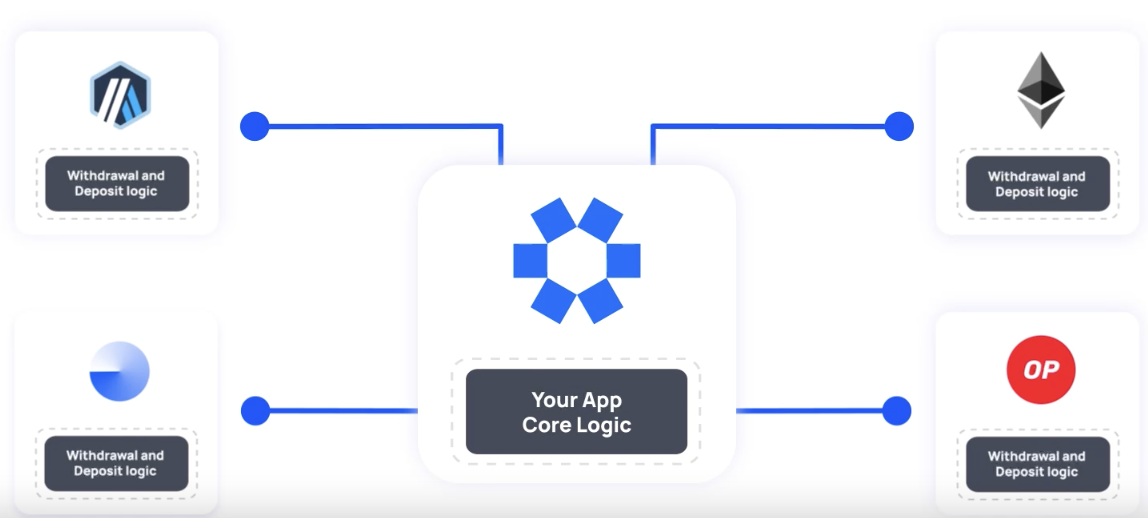 Withdrawal and
Deposit logic
Withdrawal and
Deposit logic
Your App
Core Logic
Withdrawal and
Deposit logic
OP
Withdrawal and
Deposit logic